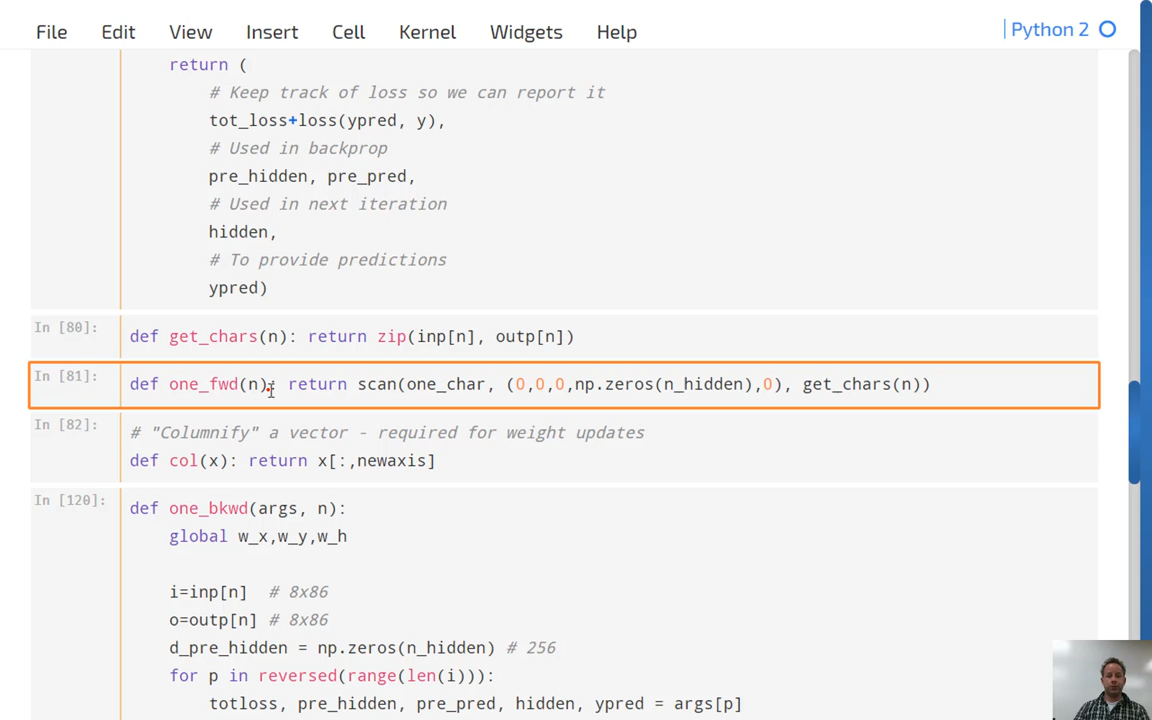 File Edit View Insert Cell Kernel Widgets Help Python 2
return (
# Keep track of loss so we can report it
tot_loss+loss(ypred, y),
# Used in backprop
pre_hidden, pre_pred,
# Used in next iteration
hidden,
# To provide predictions
ypred)
In [80]: def get_chars(n): return zip(inp[n], outp[n])
In [81]: def one_fwd(n): return scan(one_char, (0,0,0,np.zeros(n_hidden),0), get_chars(n))
In [82]: # "Columnify" a vector - required for weight updates
def col(x): return x[:,newaxis]
In [120]: def one_bkwd(args, n):
global w_x,w_y,w_h
i=inp[n] # 8x86
o=outp[n] # 8x86
d_pre_hidden = np.zeros(n_hidden) # 256
for p in reversed(range(len(i))):
totloss, pre_hidden, pre_pred, hidden, ypred = args[p]